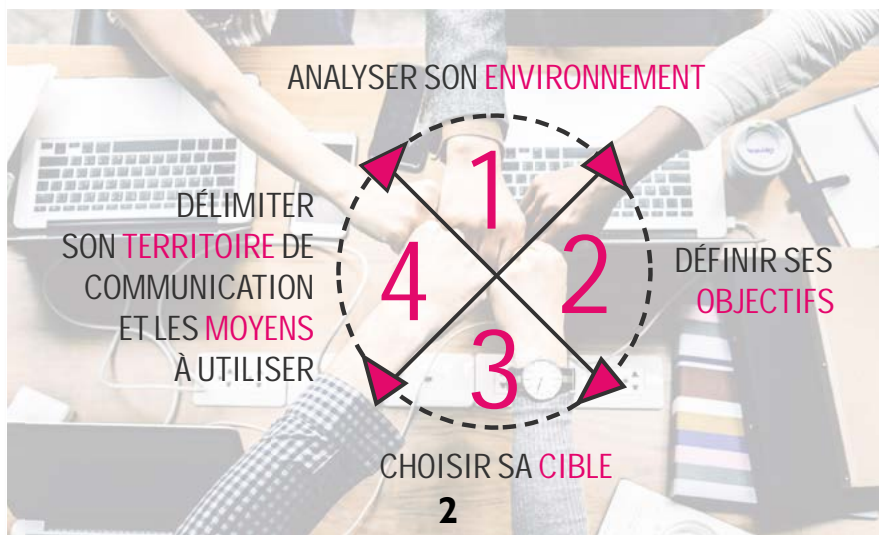 ANALYSER SON ENVIRONNEMENT
1
DÉLIMITER
SON TERRITOIRE DE
COMMUNICATION
ET LES MOYENS
À UTILISER
4
2
DÉFINIR SES
OBJECTIFS
3
CHOISIR SA CIBLE
2